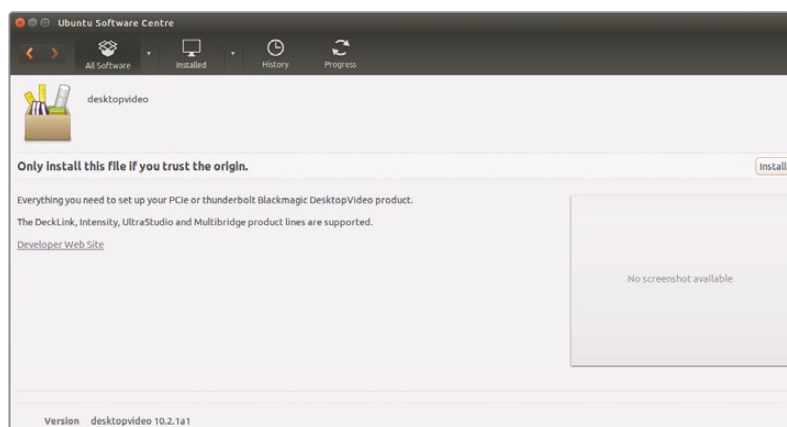 Ubuntu Software Centre
All Software
Installed
History
Progress
desktopvideo
Only install this file if you trust the origin.
Install
Everything you need to set up your PCIe or thunderbolt Blackmagic DesktopVideo product.
The DeckLink, Intensity, UltraStudio and Multibridge product lines are supported.
Developer Web Site
No screenshot available
Version desktopvideo 10.2.1a1